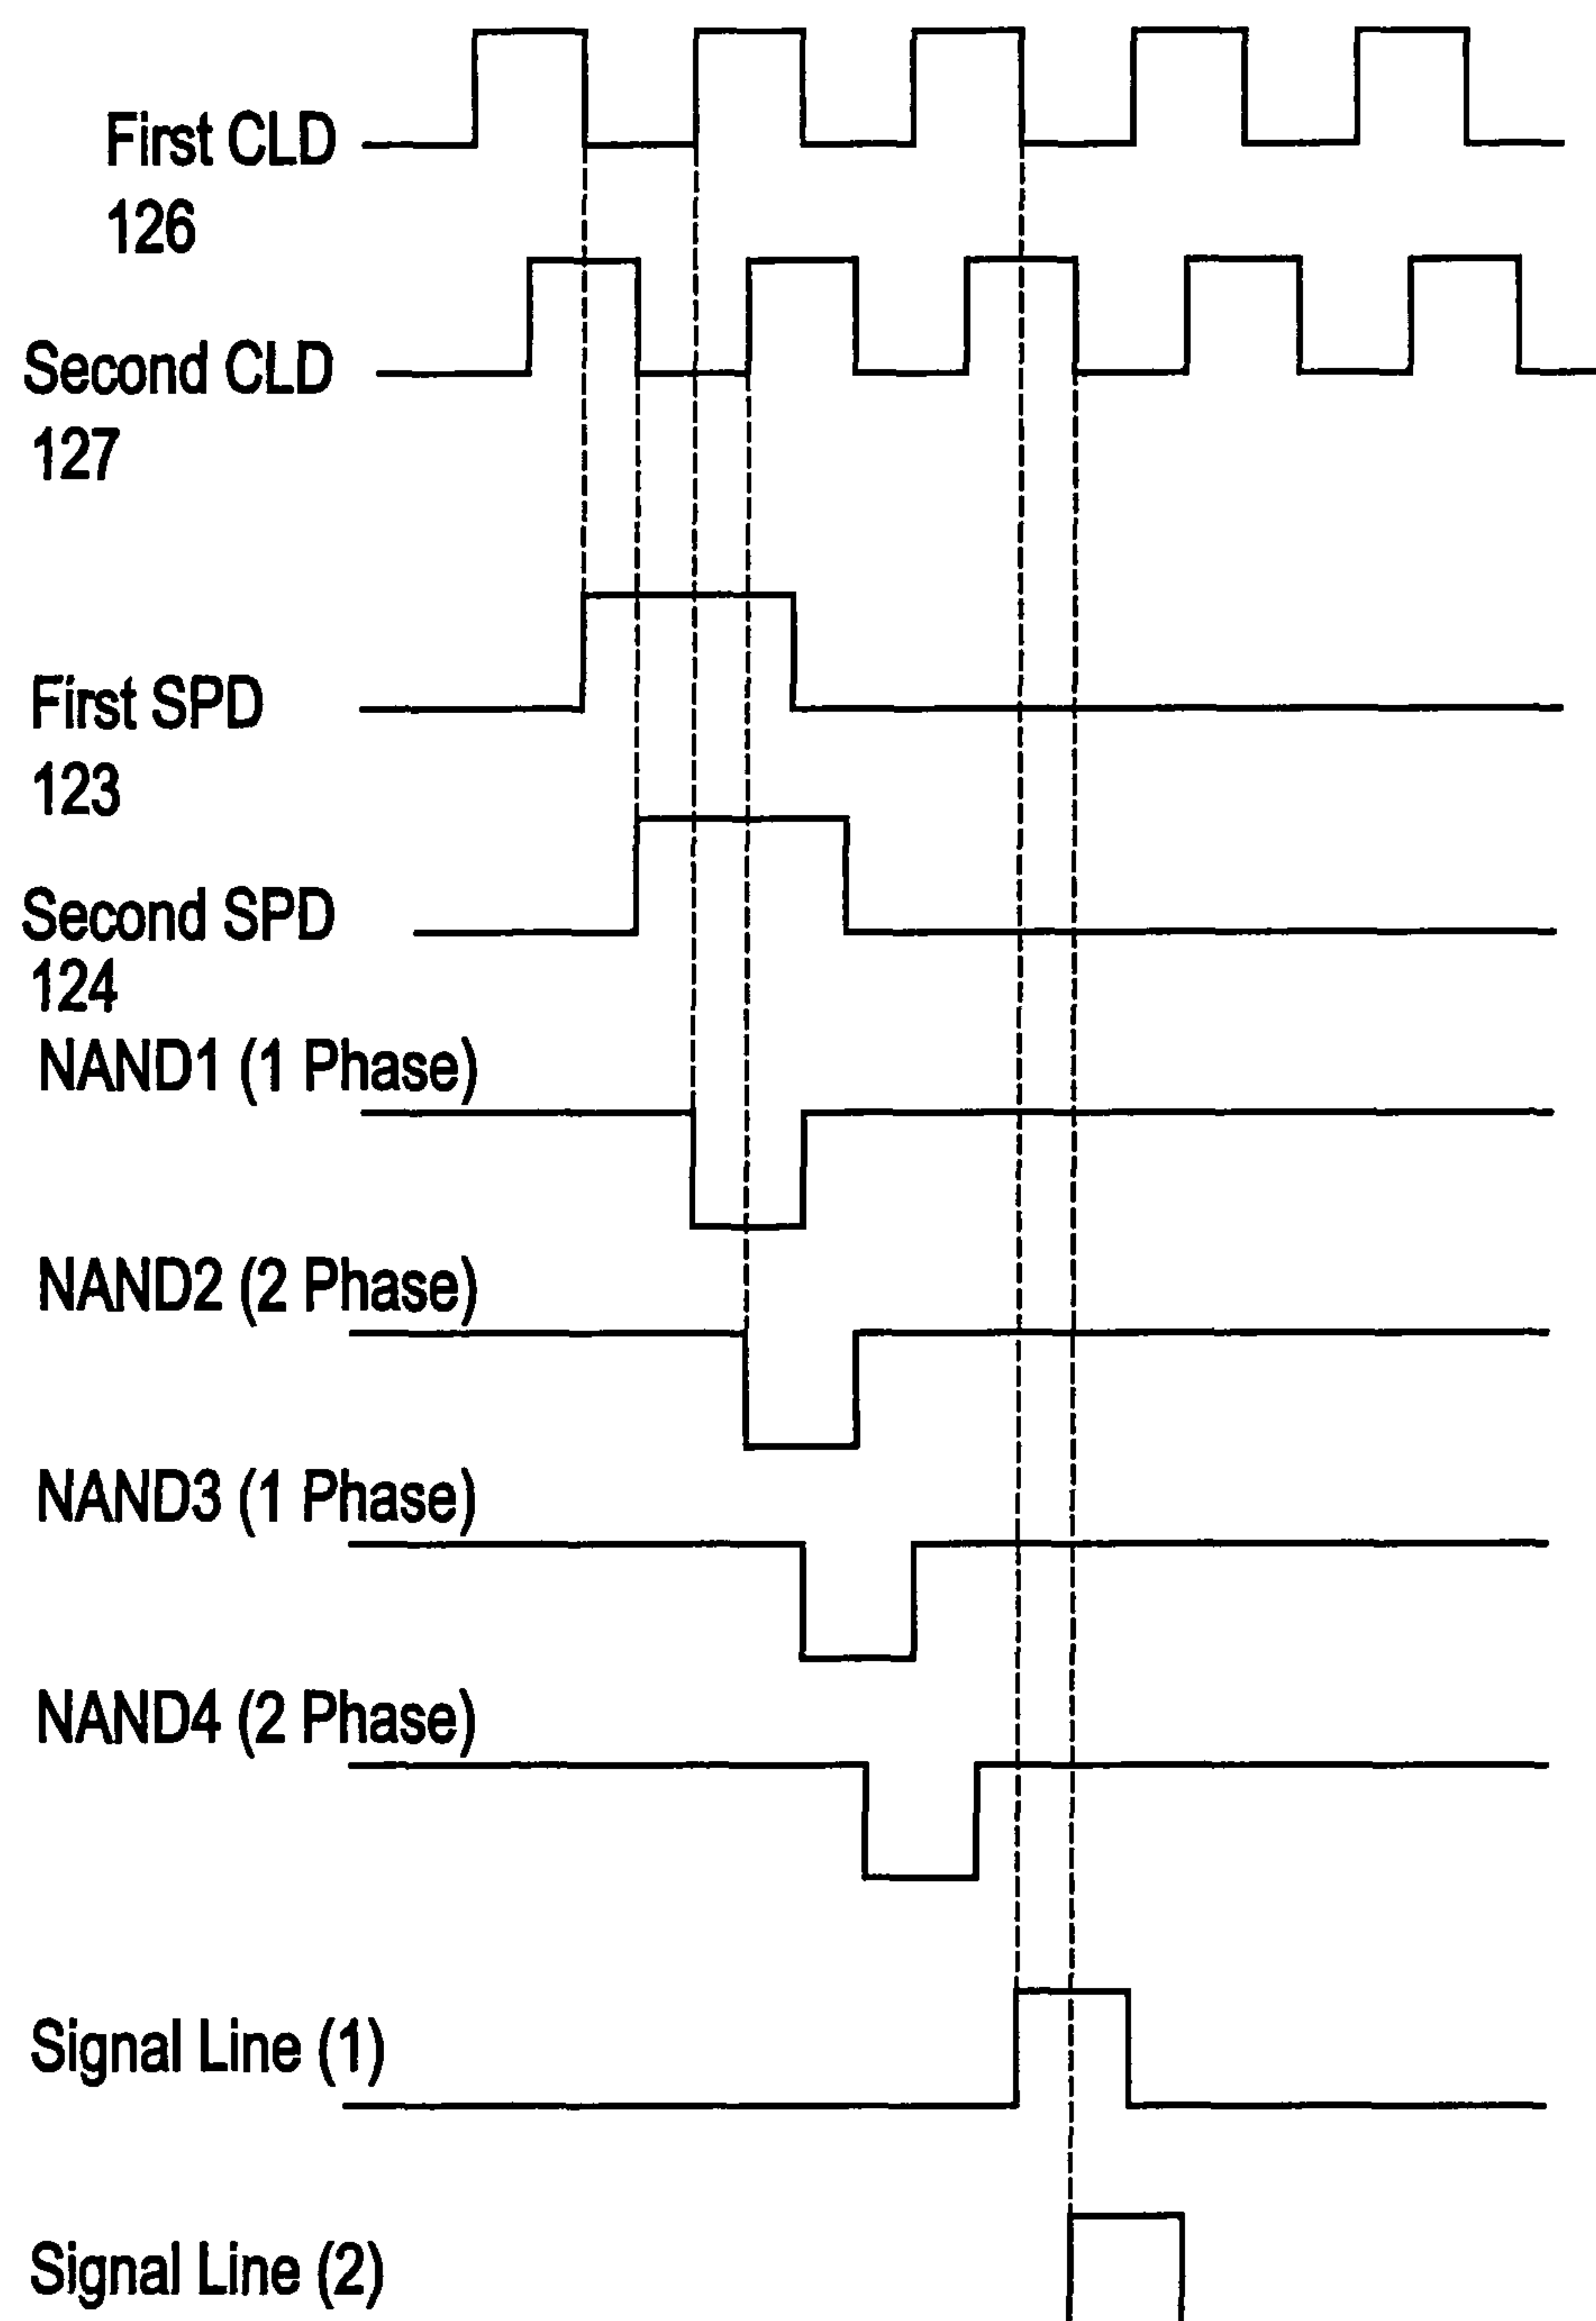 First CLD
126
Second CLD
127
First SPD
123
Second SPD
124
NAND1 (1 Phase)
NAND2 (2 Phase)
NAND3 (1 Phase)
NAND4 (2 Phase)
Signal Line (1)
Signal Line (2)